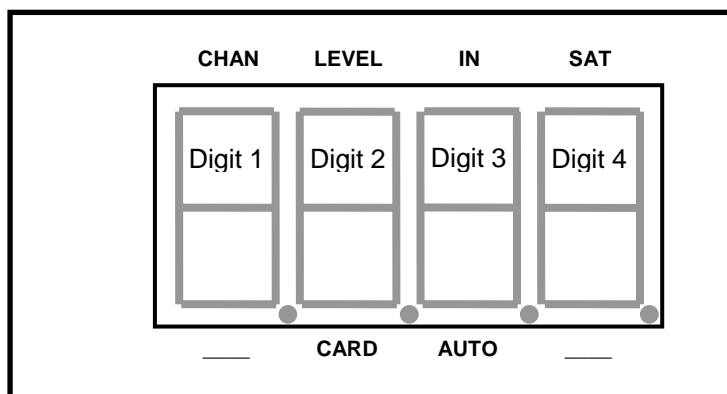 CHAN LEVEL IN SAT
Digit 1 Digit 2 Digit 3 Digit 4
____ CARD AUTO ____